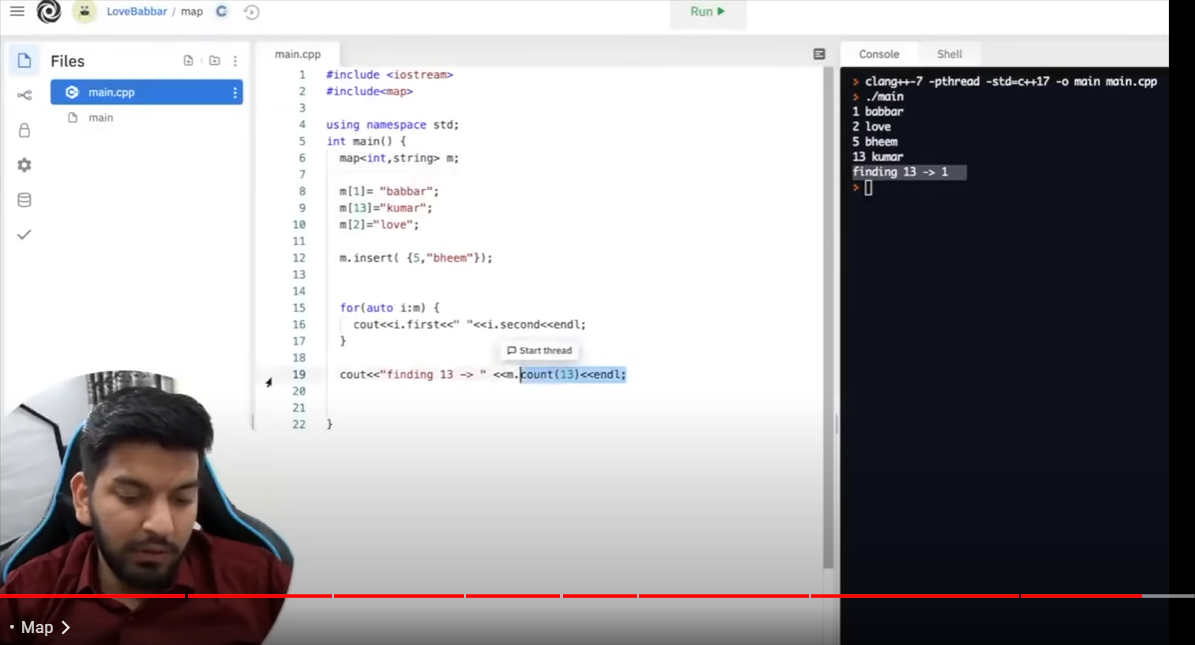 LoveBabbar / map
Run
Files
main.cpp
main
main.cpp
1 #include <iostream>
2 #include<map>
3
4 using namespace std;
5 int main() {
6 map<int,string> m;
7
8 m[1]= "babbar";
9 m[13]="kumar";
10 m[2]="love";
11
12 m.insert( {5,"bheem"});
13
14
15 for(auto i:m) {
16 cout<<i.first<<" "<<i.second<<endl;
17 }
18
Start thread
19 cout<<"finding 13 -> " <<m.count(13)<<endl;
20
21
22 }
Console Shell
> clang++-7 -pthread -std=c++17 -o main main.cpp
> ./main
1 babbar
2 love
5 bheem
13 kumar
finding 13 -> 1
>
• Map >